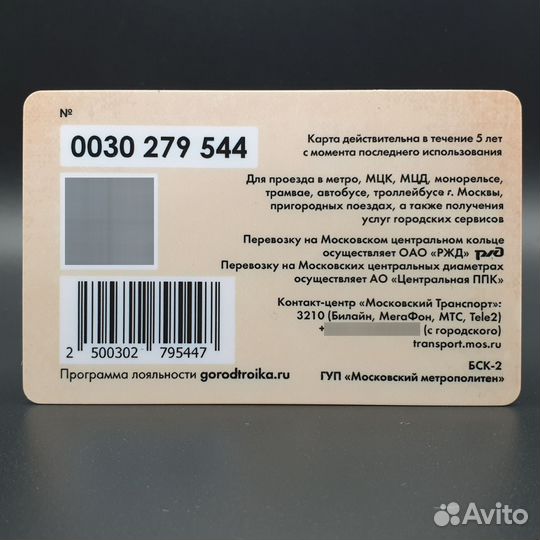 №
0030 279 544
Карта действительна в течение 5 лет
с момента последнего использования
Для проезда в метро, МЦК, МЦД, монорельсе,
трамвае, автобусе, троллейбусе г. Москвы,
пригородных поездах, а также получения
услуг городских сервисов
Перевозку на Московском центральном кольце
осуществляет ОАО «РЖД» ржд
Перевозку на Московских центральных диаметрах
осуществляет АО «Центральная ППК»
Контакт-центр «Московский Транспорт»:
3210 (Билайн, МегаФон, МТС, Tele2)
+ (с городского)
transport.mos.ru
2 500302 795447
Программа лояльности gorodtroika.ru
БСК-2
ГУП «Московский метрополитен»
Avito